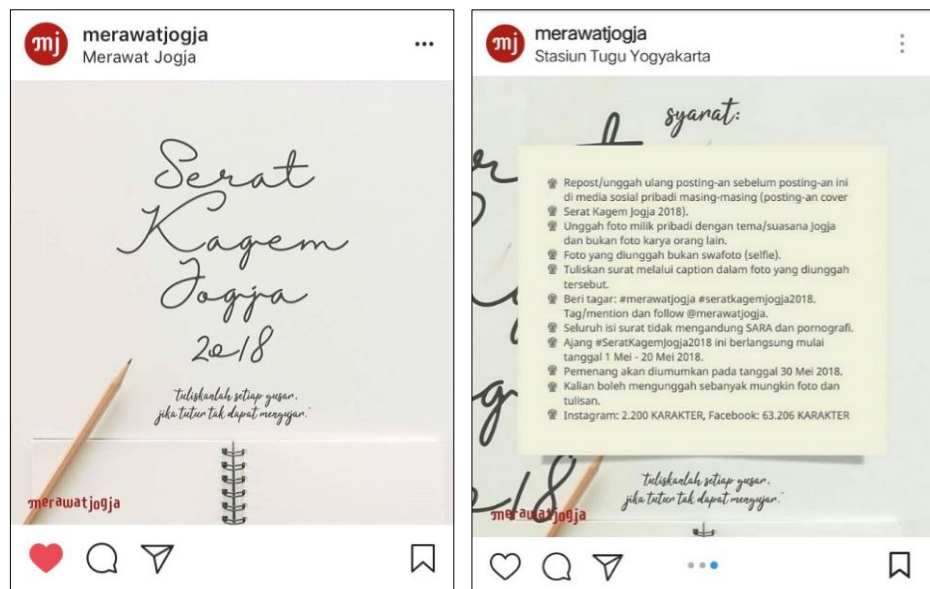 mj
merawatjogja
Merawat Jogja
Serat
Kagem
Jogja
2018
"tuliskanlah setiap gusar,
jika tutur tak dapat mengujar."
merawatjogja
mj
merawatjogja
Stasiun Tugu Yogyakarta
syarat:
Repost/unggah ulang posting-an sebelum posting-an ini
di media sosial pribadi masing-masing (posting-an cover
Serat Kagem Jogja 2018).
Unggah foto milik pribadi dengan tema/suasana Jogja
dan bukan foto karya orang lain.
Foto yang diunggah bukan swafoto (selfie).
Tuliskan surat melalui caption dalam foto yang diunggah
tersebut.
Beri tagar: #merawatjogja #seratkagemjogja2018.
Tag/mention dan follow @merawatjogja.
Seluruh isi surat tidak mengandung SARA dan pornografi.
Ajang #SeratKagemJogja2018 ini berlangsung mulai
tanggal 1 Mei - 20 Mei 2018.
Pemenang akan diumumkan pada tanggal 30 Mei 2018.
Kalian boleh mengunggah sebanyak mungkin foto dan
tulisan.
Instagram: 2.200 KARAKTER, Facebook: 63.206 KARAKTER
"tuliskanlah setiap gusar,
jika tutur tak dapat mengujar."
2018
merawatjogja